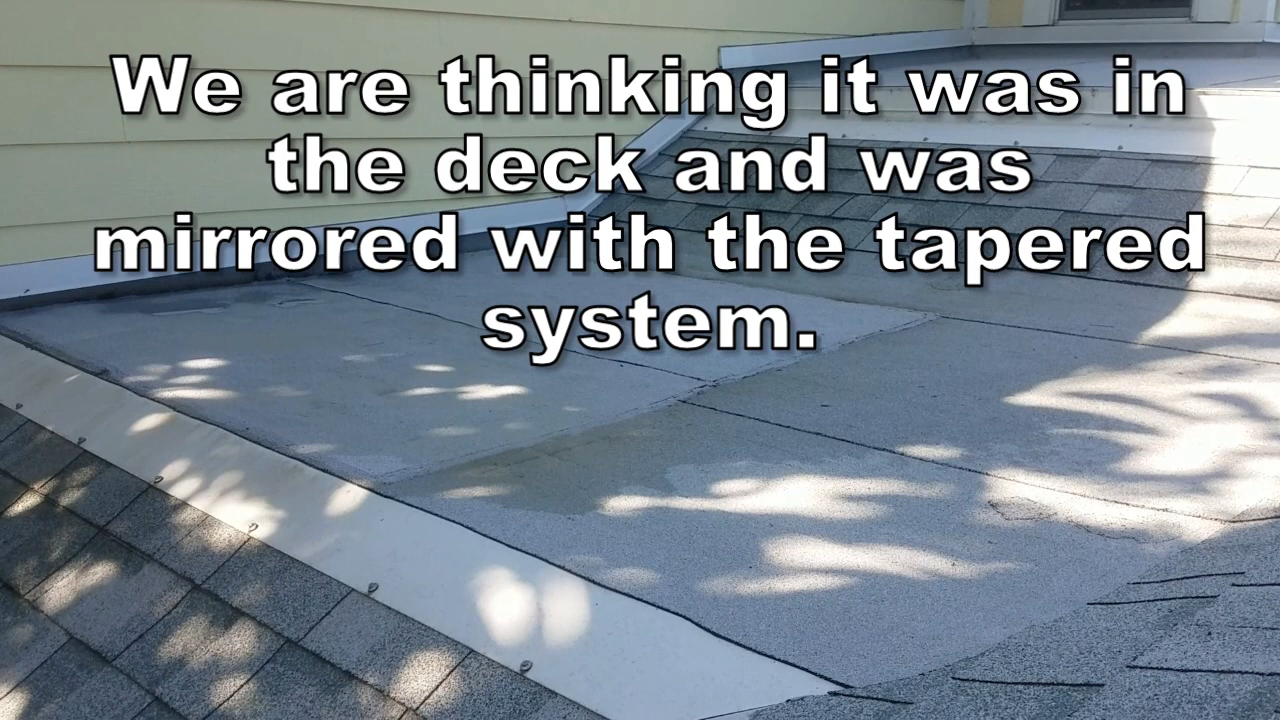 We are thinking it was in
the deck and was
mirrored with the tapered
system.